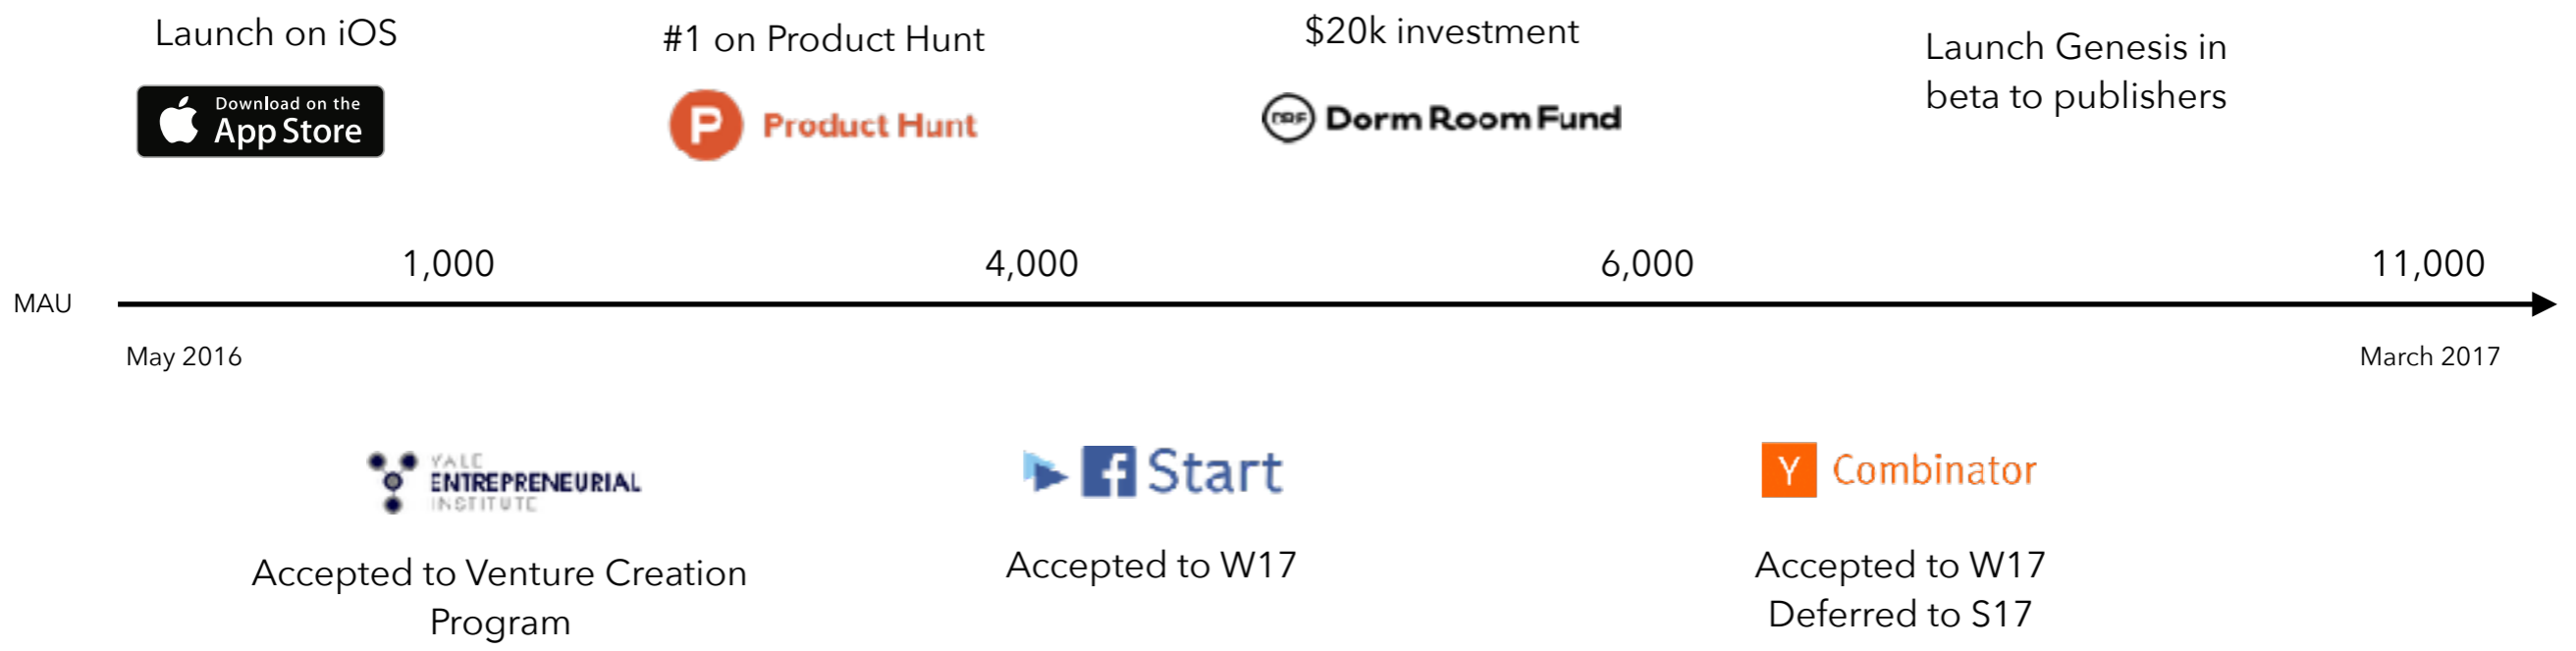 Launch on iOS
Download on the
App Store
#1 on Product Hunt
P
Product Hunt
$20k investment
DRF
Dorm Room Fund
Launch Genesis in
beta to publishers
1,000
4,000
6,000
11,000
MAU
May 2016
March 2017
YALE
ENTREPRENEURIAL
INSTITUTE
Accepted to Venture Creation
Program
f Start
Accepted to W17
Y Combinator
Accepted to W17
Deferred to S17